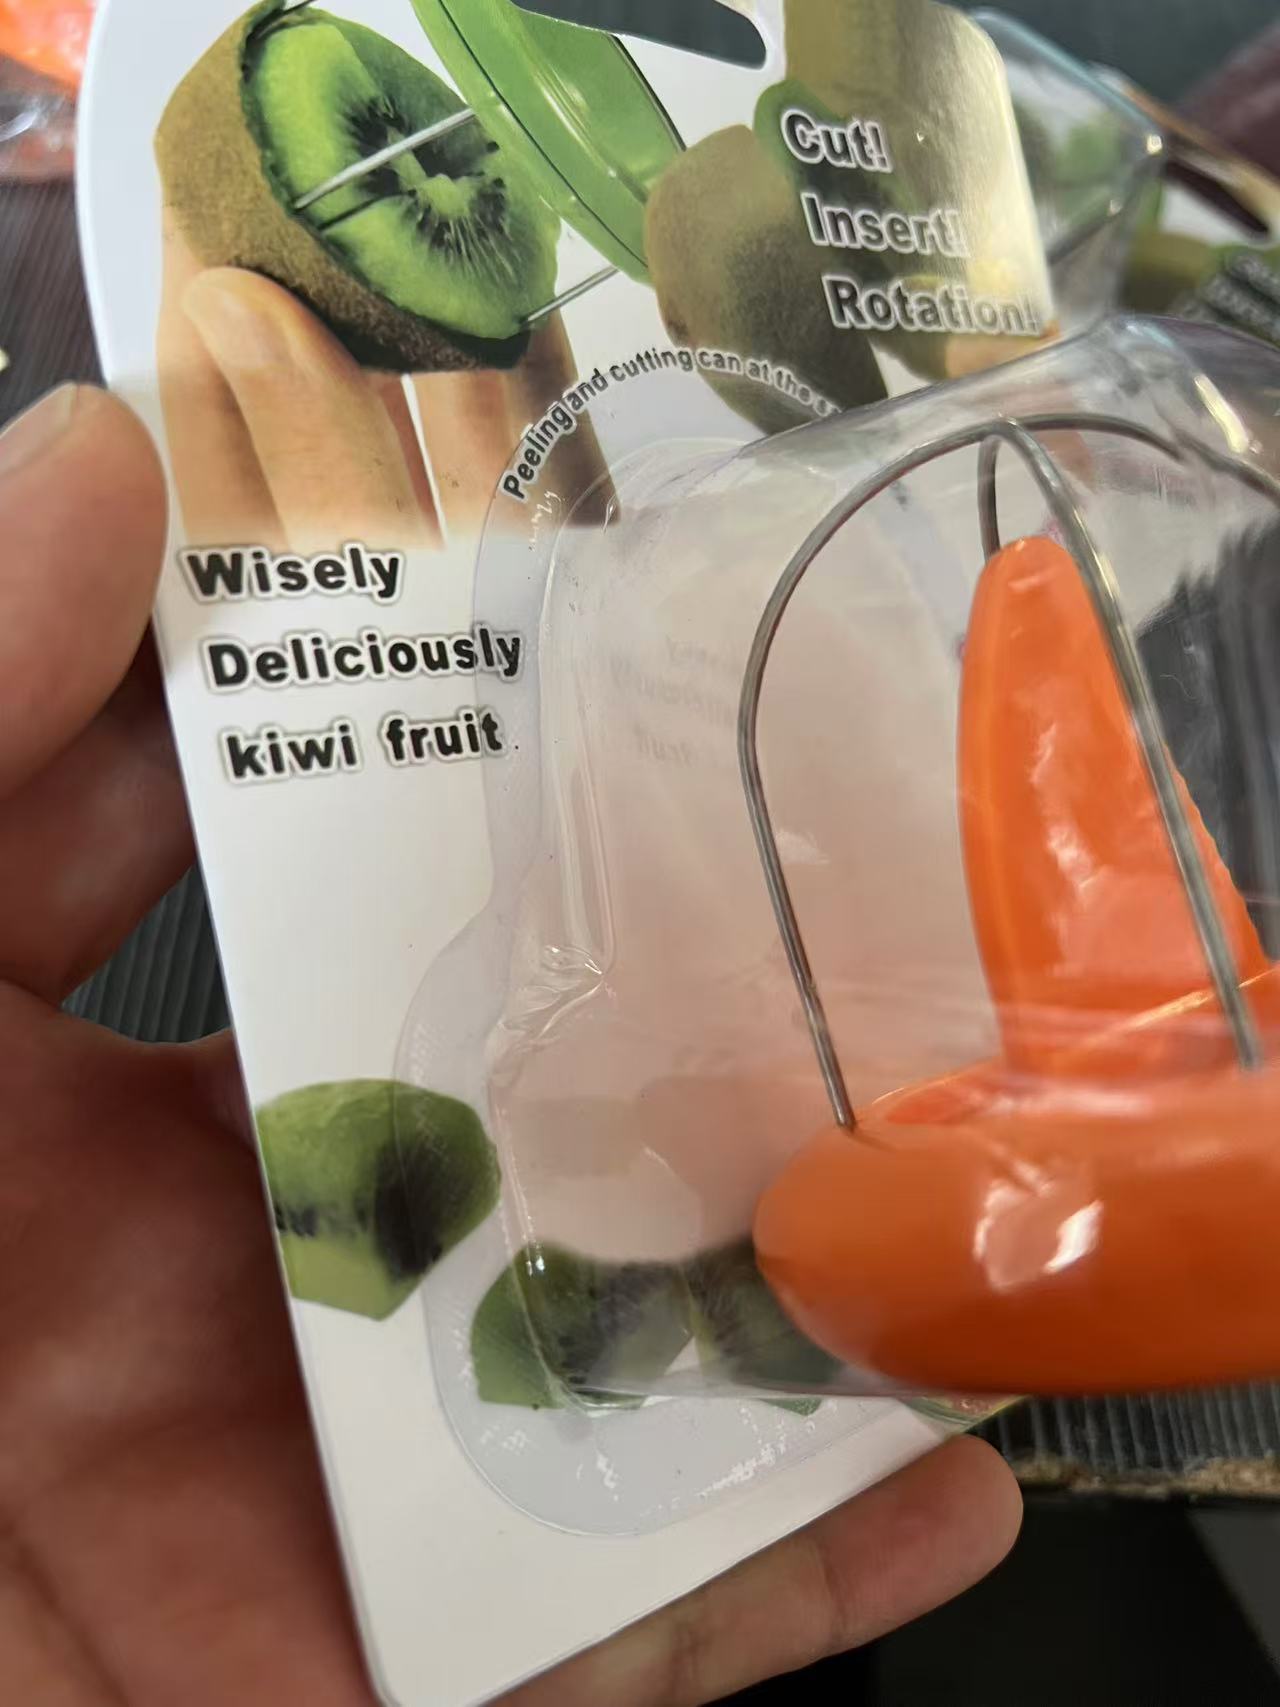 Cut!
Insert!
Rotation!
Peeling and cutting can at the
Wisely
Deliciously
kiwi fruit